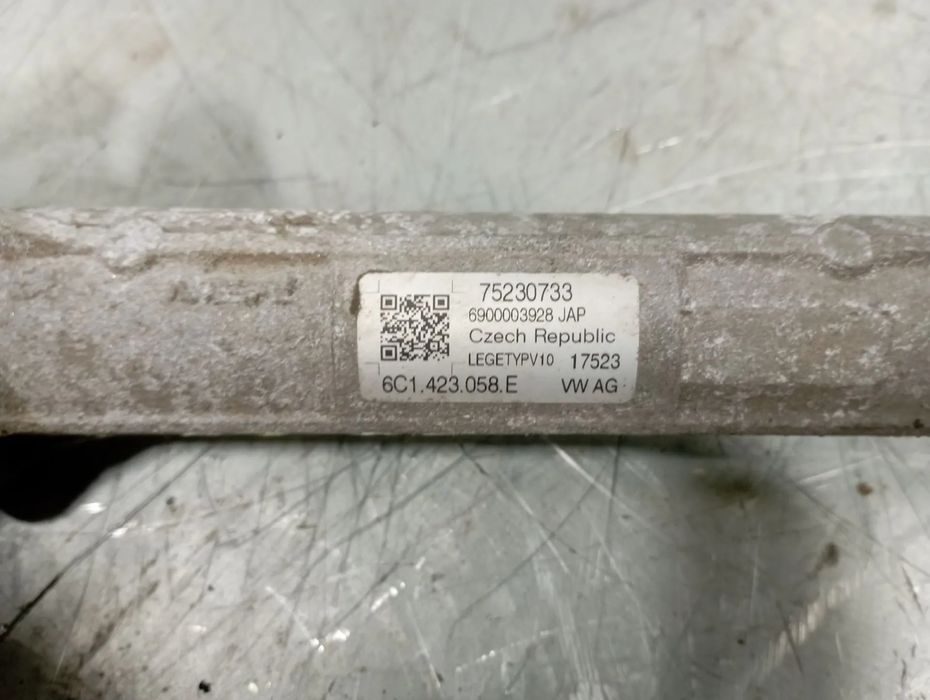 75230733
6900003928 JAP
Czech Republic
LEGETYPV10 17523
6C1.423.058.E VW AG